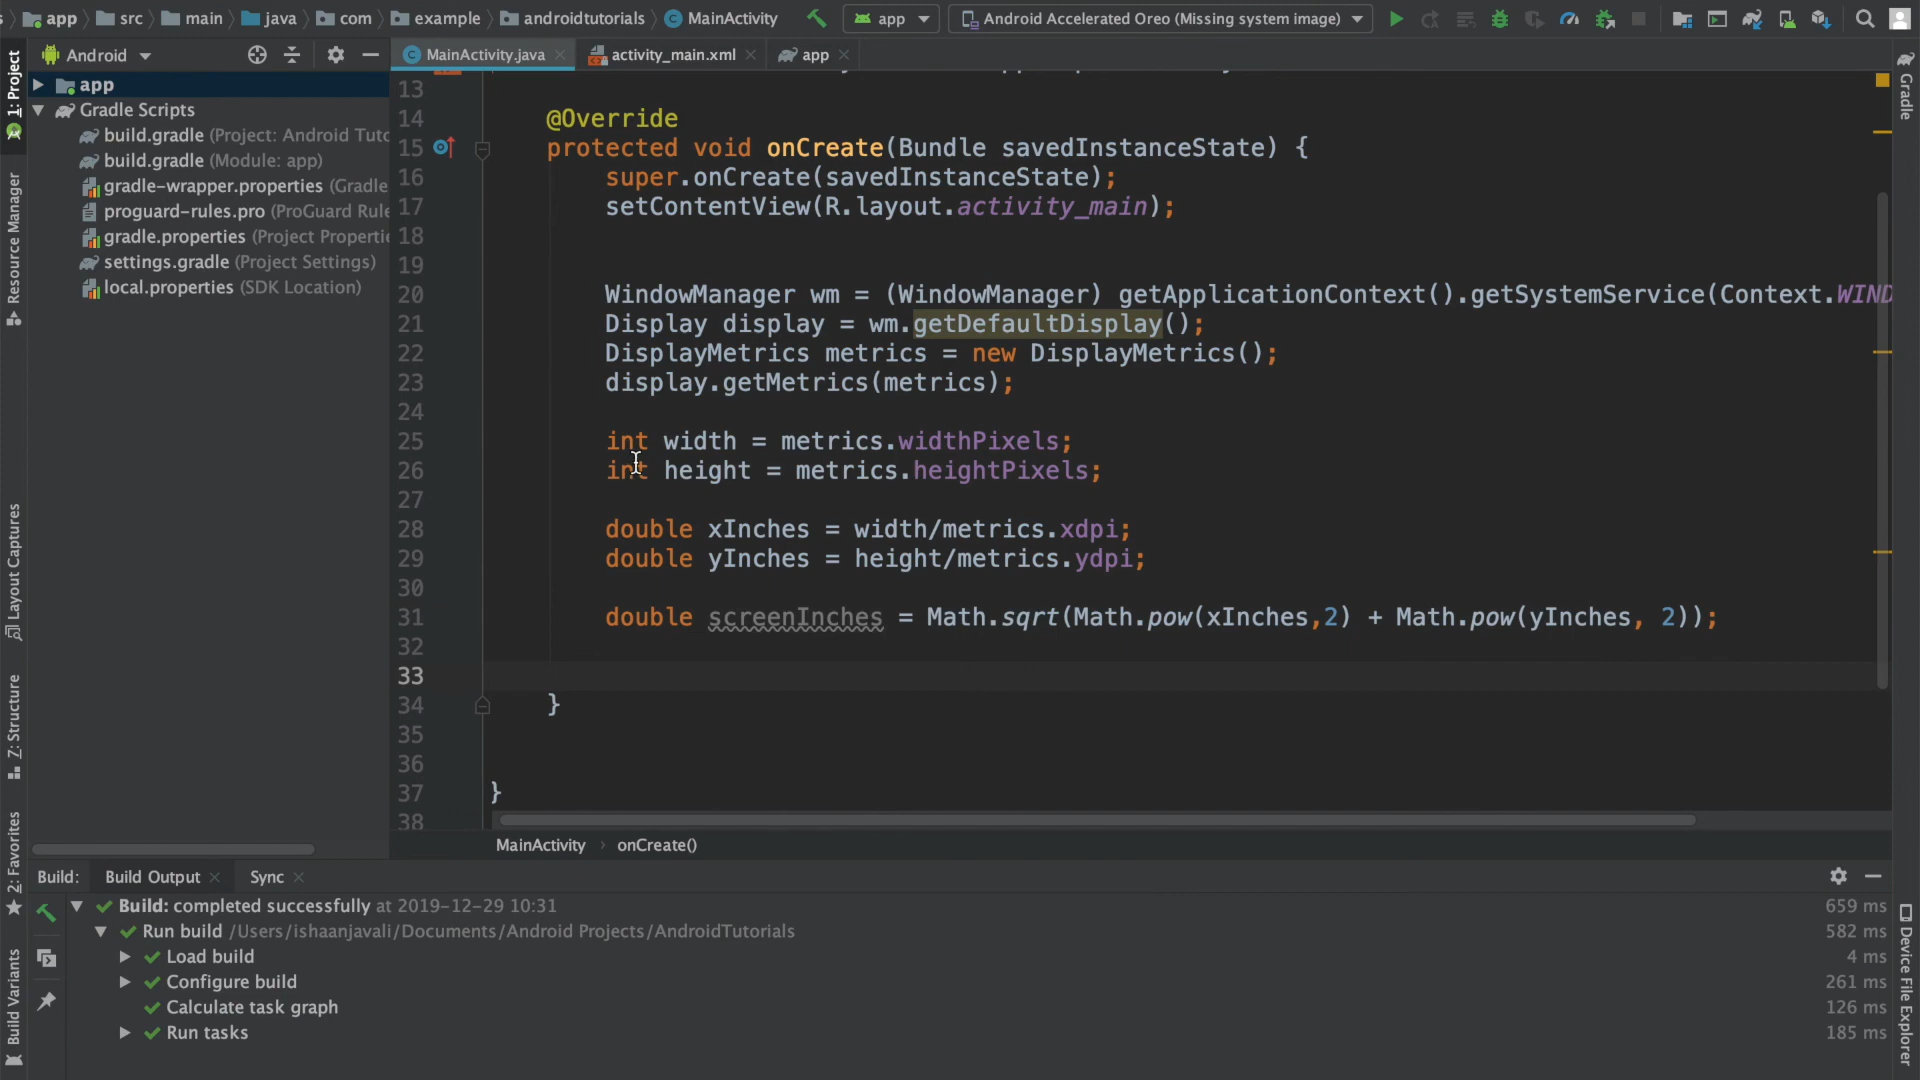 app src main java com example androidtutorials MainActivity app Android Accelerated Oreo (Missing system image)
Android
MainActivity.java activity_main.xml app
1: Project
Resource Manager
Layout Captures
Z: Structure
2: Favorites
Build Variants
app
Gradle Scripts
build.gradle (Project: Android Tuto
build.gradle (Module: app)
gradle-wrapper.properties (Gradle
proguard-rules.pro (ProGuard Rule
gradle.properties (Project Propertie
settings.gradle (Project Settings)
local.properties (SDK Location)
13
14 @Override
15 protected void onCreate(Bundle savedInstanceState) {
16 super.onCreate(savedInstanceState);
17 setContentView(R.layout.activity_main);
18
19
20 WindowManager wm = (WindowManager) getApplicationContext().getSystemService(Context.WIND
21 Display display = wm.getDefaultDisplay();
22 DisplayMetrics metrics = new DisplayMetrics();
23 display.getMetrics(metrics);
24
25 int width = metrics.widthPixels;
26 int height = metrics.heightPixels;
27
28 double xInches = width/metrics.xdpi;
29 double yInches = height/metrics.ydpi;
30
31 double screenInches = Math.sqrt(Math.pow(xInches,2) + Math.pow(yInches, 2));
32
33
34 }
35
36
37 }
38
MainActivity onCreate()
Gradle
Device File Explorer
Build: Build Output Sync
Build: completed successfully at 2019-12-29 10:31 659 ms
Run build /Users/ishaanjavali/Documents/Android Projects/AndroidTutorials 582 ms
Load build 4 ms
Configure build 261 ms
Calculate task graph 126 ms
Run tasks 185 ms